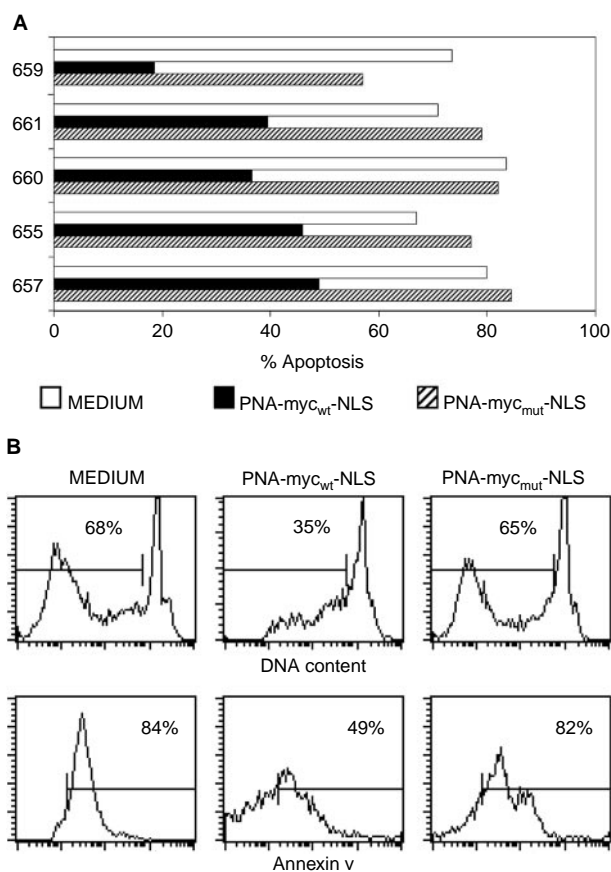 A
659
661
660
655
657
0 20 40 60 80 100
% Apoptosis
MEDIUM PNA-mycwt-NLS PNA-mycmut-NLS
B
MEDIUM PNA-mycwt-NLS PNA-mycmut-NLS
68% 35% 65%
DNA content
84% 49% 82%
Annexin v